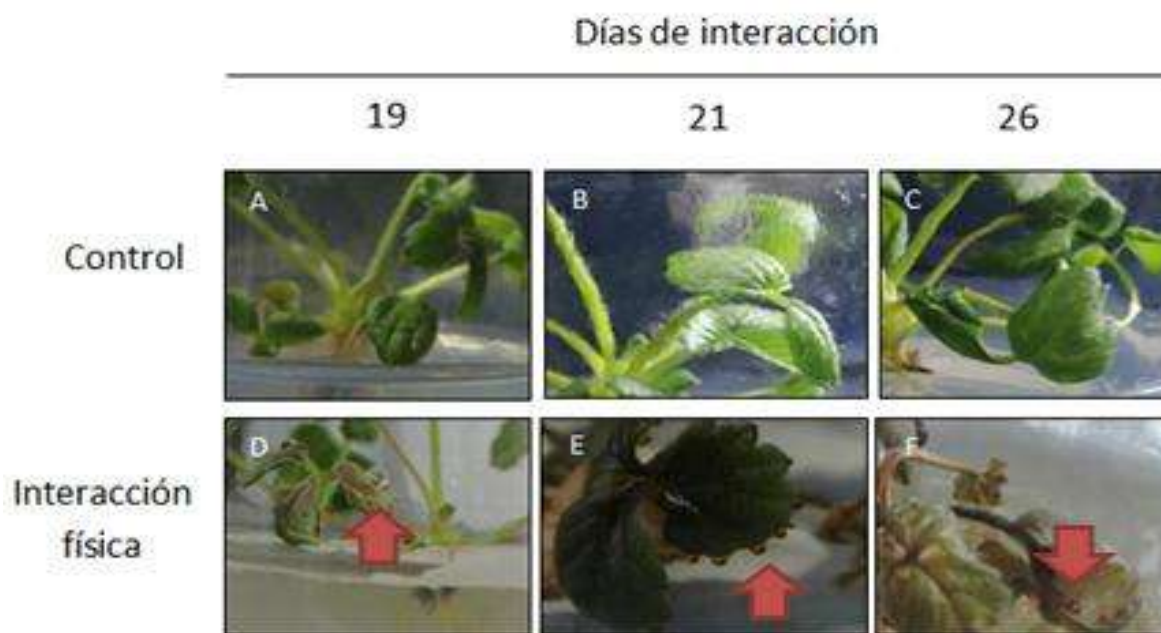 Días de interacción
19 21 26
A B C
Control
D E F
Interacción
física